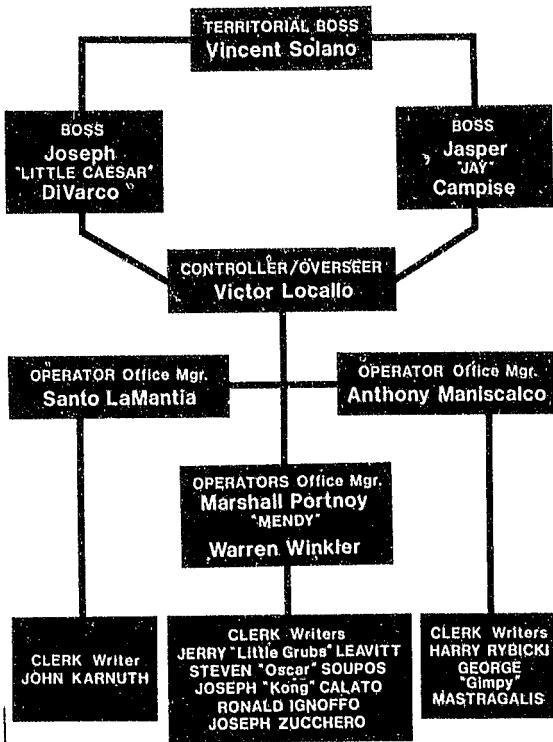 TERRITORIAL BOSS
Vincent Solano
BOSS
Joseph
"LITTLE CAESAR"
DiVarco
BOSS
Jasper
"JAY"
Campise
CONTROLLER/OVERSEER
Victor Locallo
OPERATOR Office Mgr.
Santo LaMantia
OPERATOR Office Mgr.
Anthony Maniscalco
OPERATORS Office Mgr.
Marshall Portnoy
"MENDY"
Warren Winkler
CLERK Writer
JOHN KARNUTH
CLERK Writers
JERRY "Little Grubs" LEAVITT
STEVEN "Oscar" SOUPOS
JOSEPH "Kong" CALATO
RONALD IGNOFFO
JOSEPH ZUCCHERO
CLERK Writers
HARRY RYBICKI
GEORGE
"Gimpy"
MASTRAGALIS